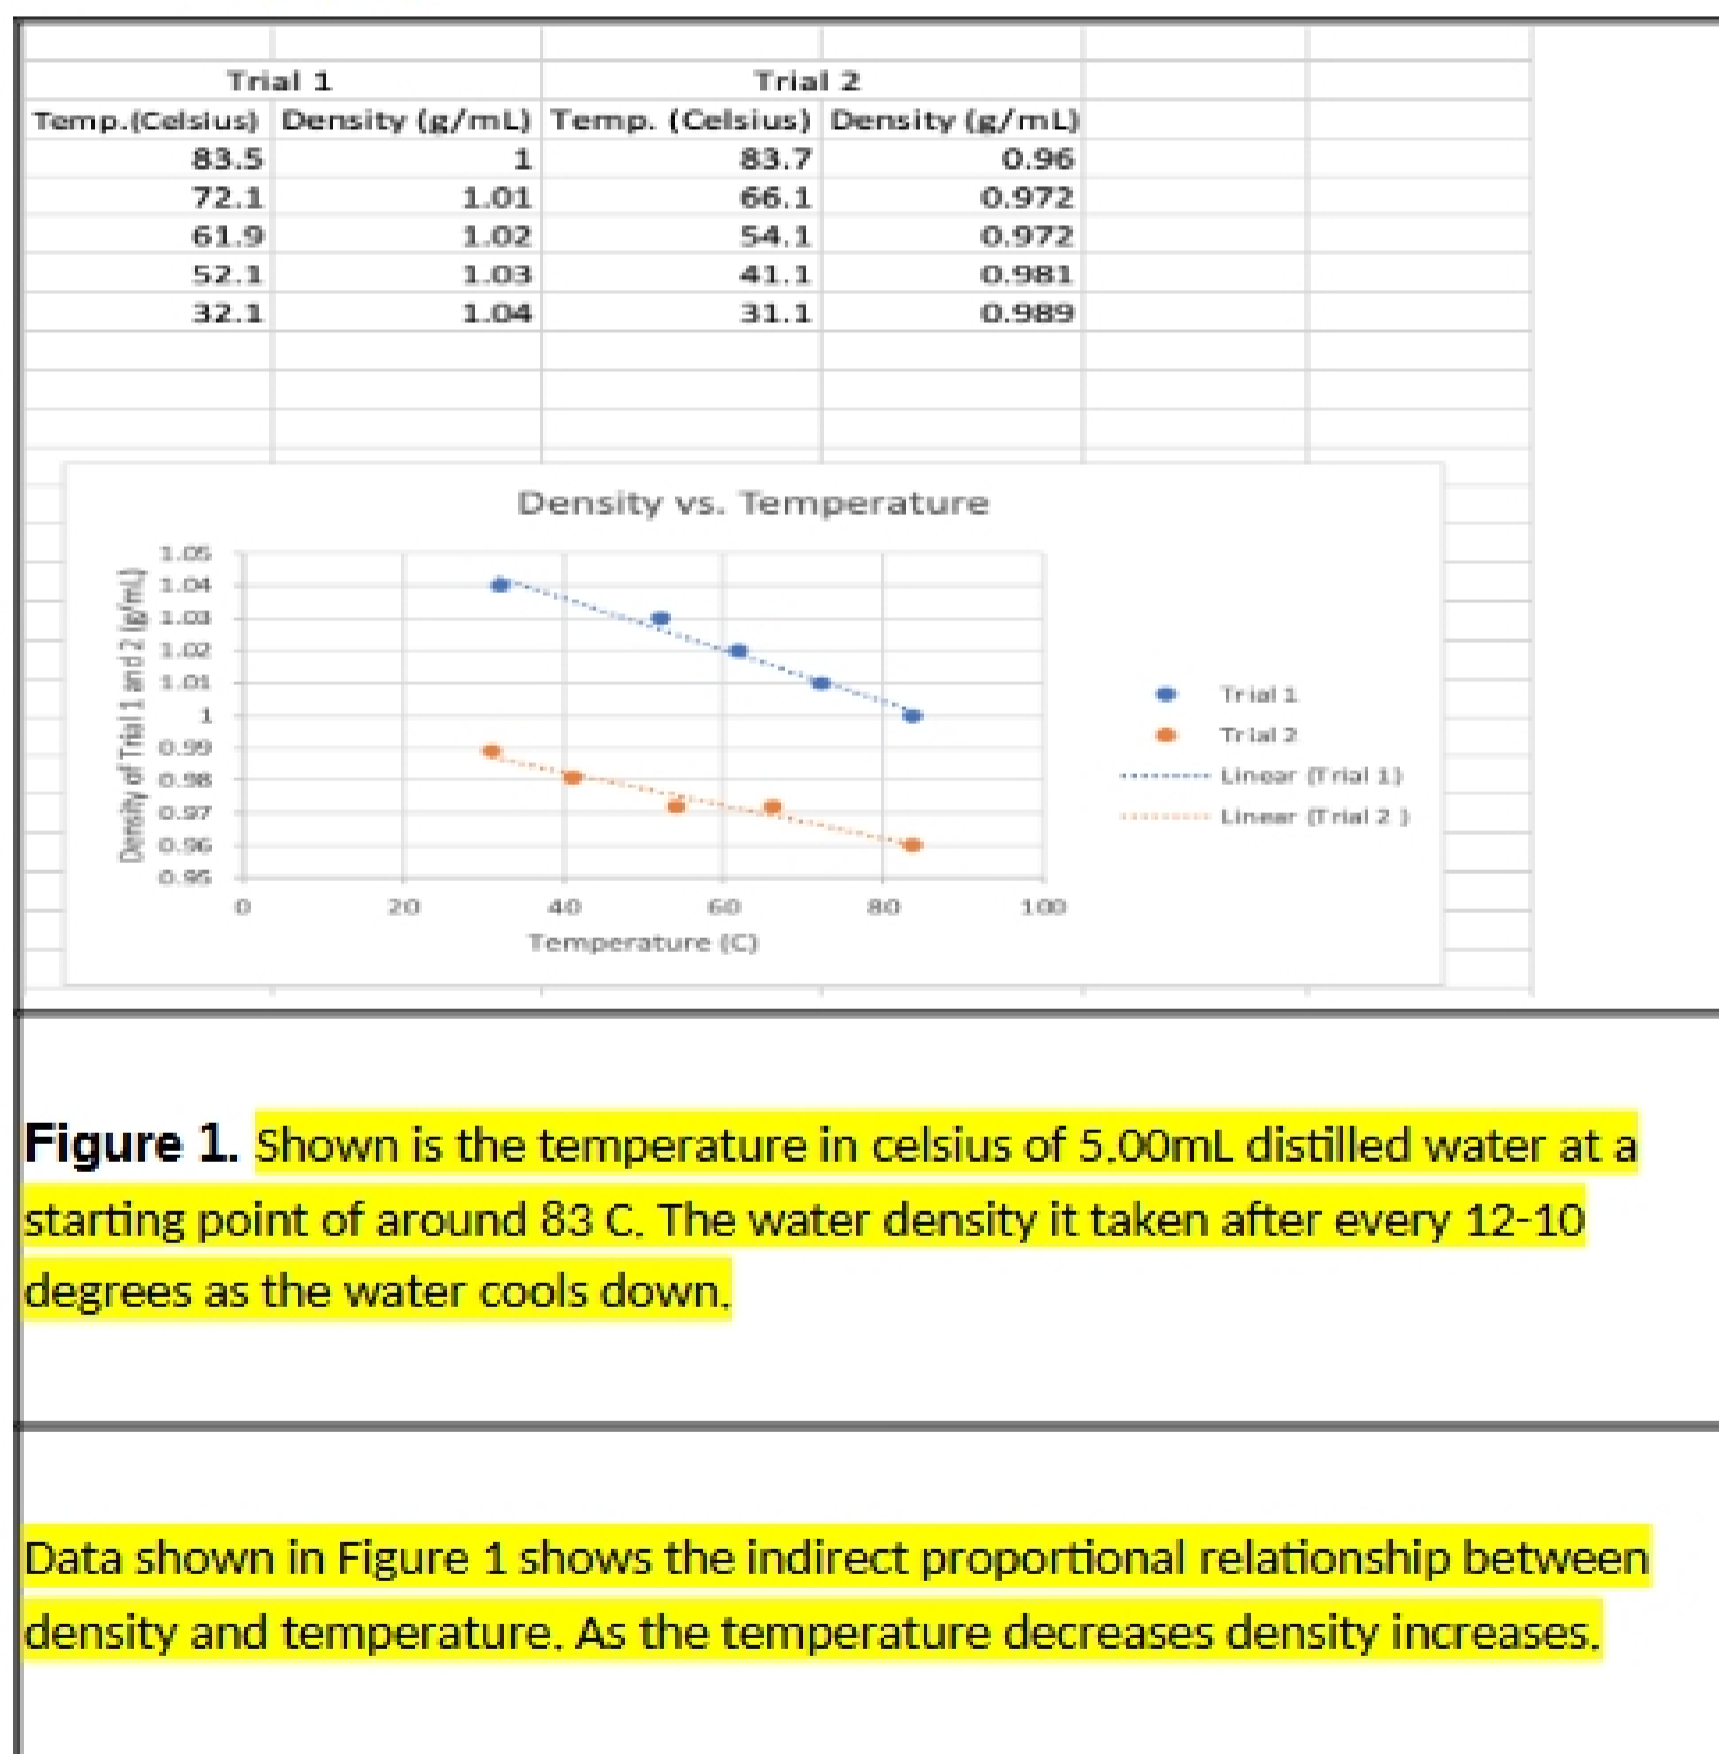 Trial 1 Trial 2
Temp.(Celsius) Density (g/mL) Temp. (Celsius) Density (g/mL)
83.5 1 83.7 0.96
72.1 1.01 66.1 0.972
61.9 1.02 54.1 0.972
52.1 1.03 41.1 0.981
32.1 1.04 31.1 0.989
Density vs. Temperature
Density of Trial 1 and 2 (g/mL)
1.05
1.04
1.03
1.02
1.01
1
0.99
0.98
0.97
0.96
0.95
0 20 40 60 80 100
Temperature (C)
Trial 1
Trial 2
Linear (Trial 1)
Linear (Trial 2 )
Figure 1. Shown is the temperature in celsius of 5.00mL distilled water at a
starting point of around 83 C. The water density it taken after every 12-10
degrees as the water cools down.
Data shown in Figure 1 shows the indirect proportional relationship between
density and temperature. As the temperature decreases density increases.